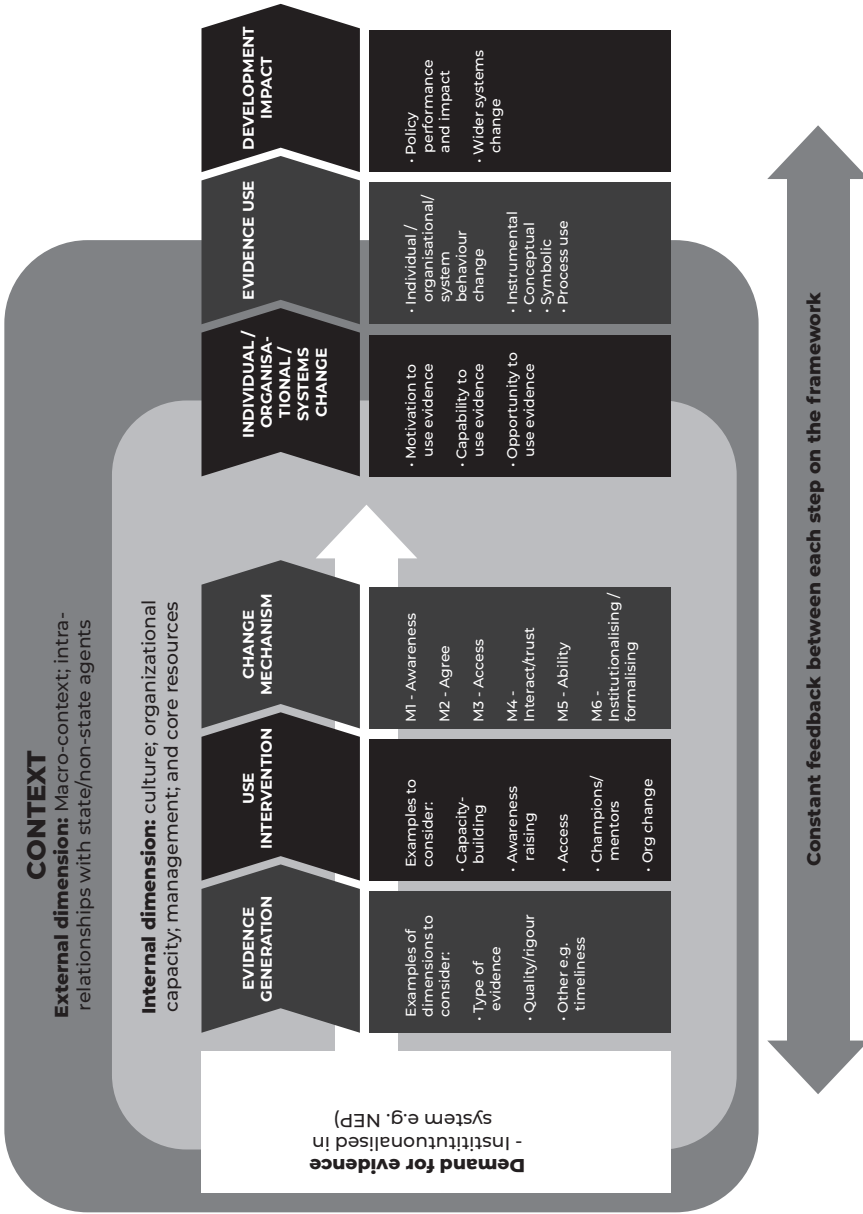 CONTEXT
External dimension: Macro-context; intra-
relationships with state/non-state agents
Internal dimension: culture; organizational
capacity; management; and core resources
Demand for evidence
- Instititutuonalised in
system e.g. NEP)
EVIDENCE
GENERATION
Examples of
dimensions to
consider:
• Type of
evidence
• Quality/rigour
• Other e.g.
timeliness
USE
INTERVENTION
Examples to
consider:
• Capacity-
building
• Awareness
raising
• Access
• Champions/
mentors
• Org change
CHANGE
MECHANISM
M1 - Awareness
M2 - Agree
M3 - Access
M4 -
Interact/trust
M5 - Ability
M6 -
Institutionalising /
formalising
INDIVIDUAL /
ORGANISA-
TIONAL /
SYSTEMS
CHANGE
• Motivation to
use evidence
• Capability to
use evidence
• Opportunity to
use evidence
EVIDENCE USE
• Individual /
organisational/
system
behaviour
change
• Instrumental
• Conceptual
• Symbolic
• Process use
DEVELOPMENT
IMPACT
• Policy
performance
and impact
• Wider systems
change
Constant feedback between each step on the framework